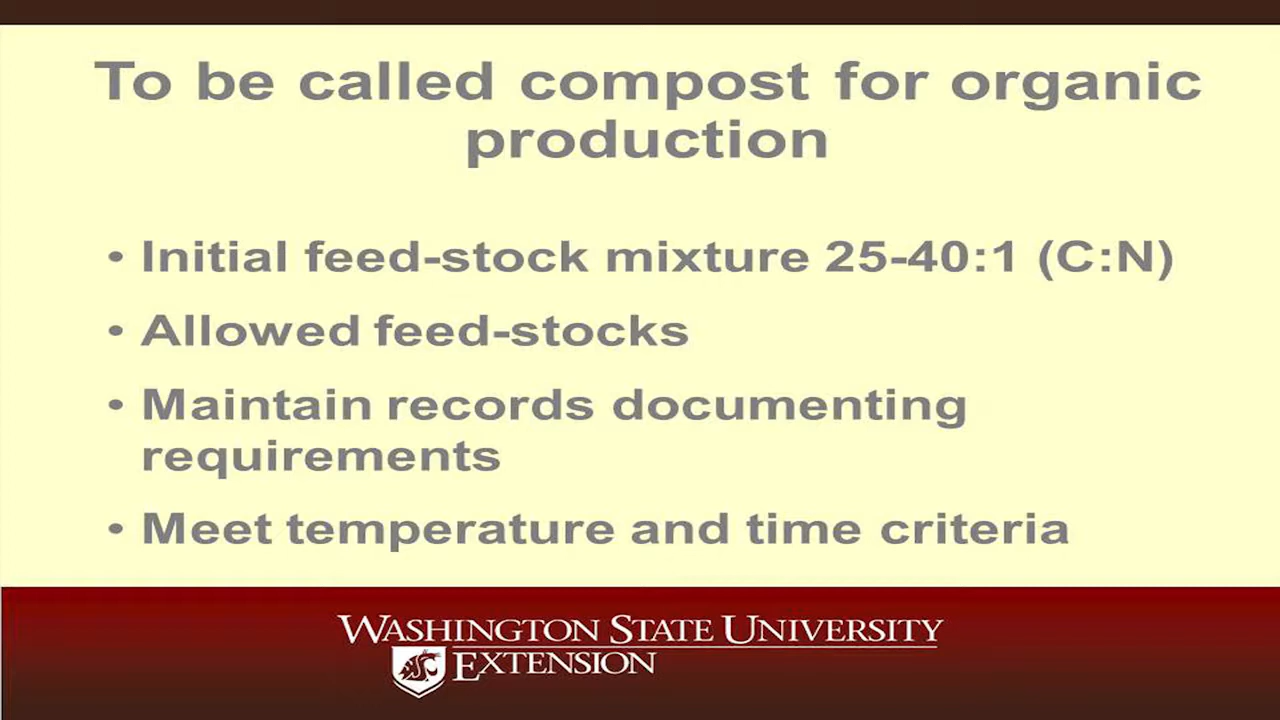 To be called compost for organic
production
• Initial feed-stock mixture 25-40:1 (C:N)
• Allowed feed-stocks
• Maintain records documenting
requirements
• Meet temperature and time criteria
WASHINGTON STATE UNIVERSITY
EXTENSION